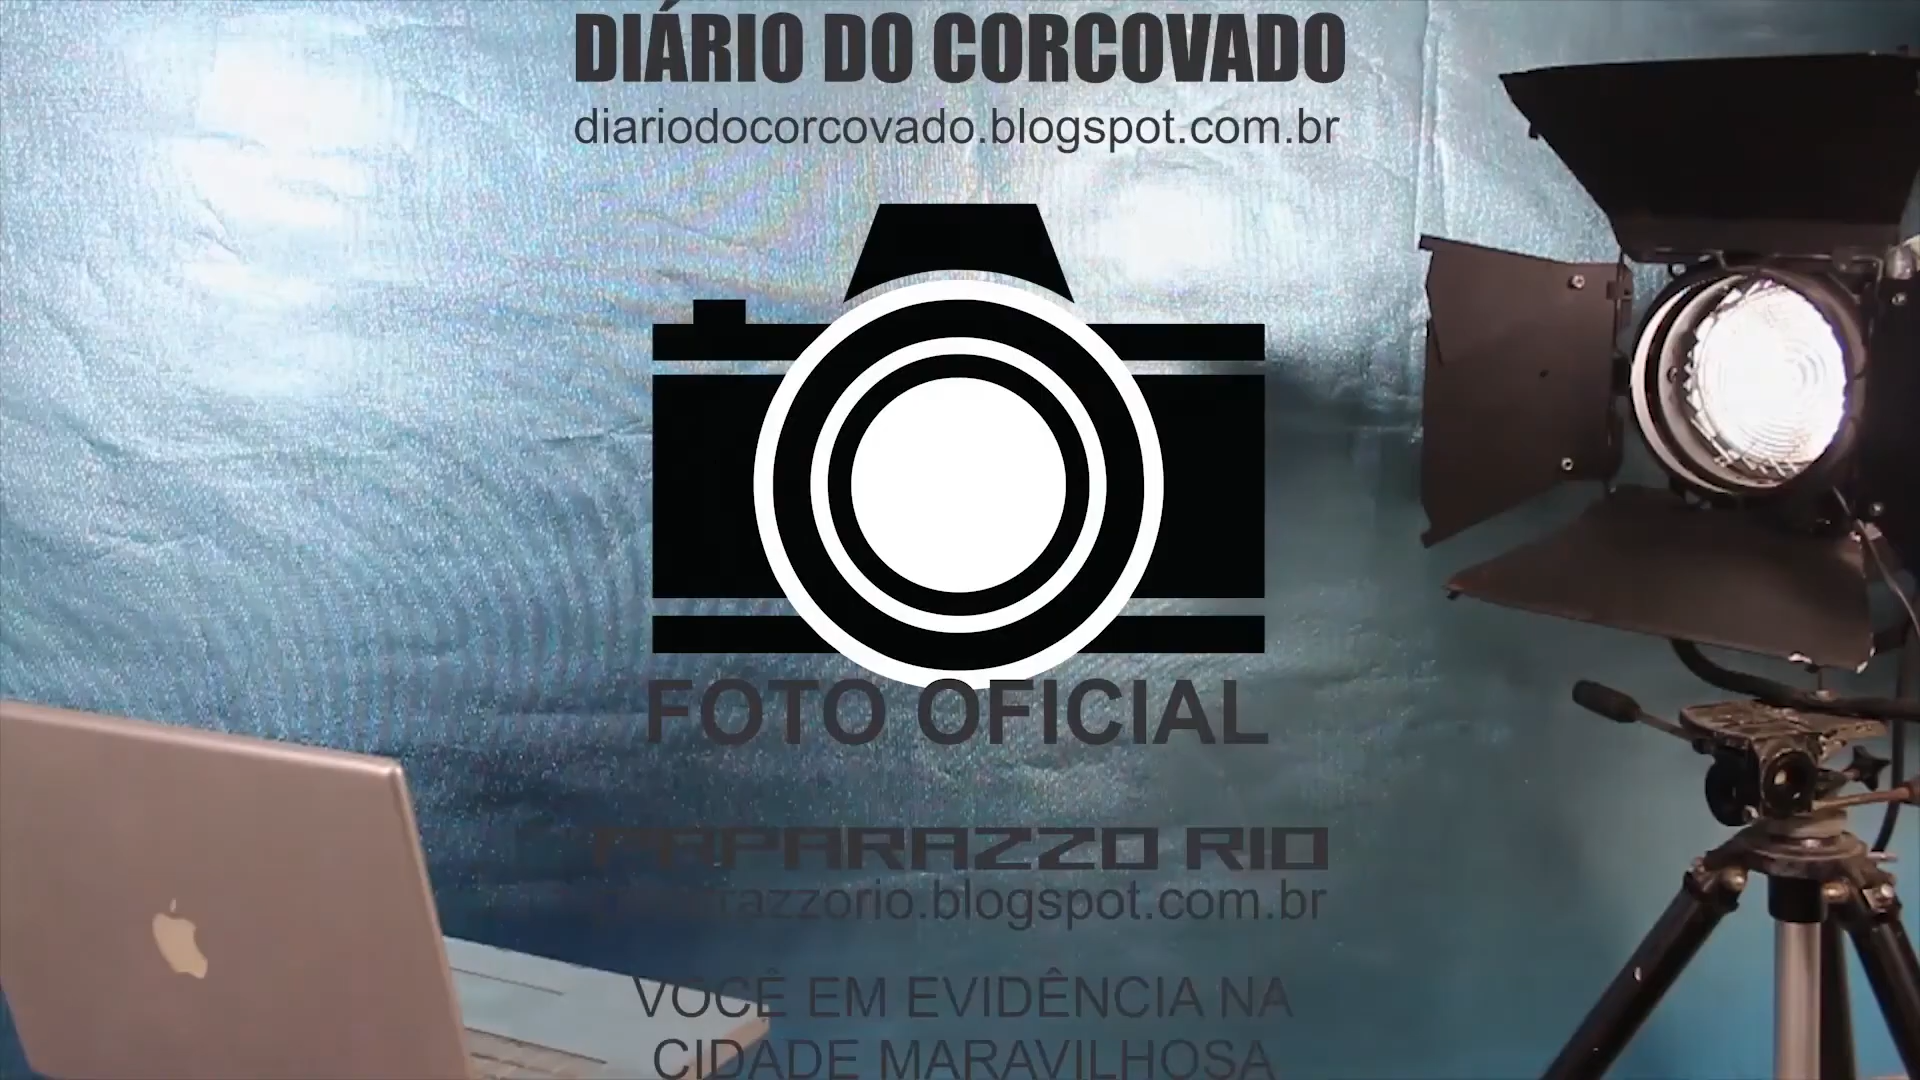 DIÁRIO DO CORCOVADO
diariodocorcovado.blogspot.com.br
FOTO OFICIAL
PAPARAZZO RIO
paparazzorio.blogspot.com.br
VOCÊ EM EVIDÊNCIA NA
CIDADE MARAVILHOSA